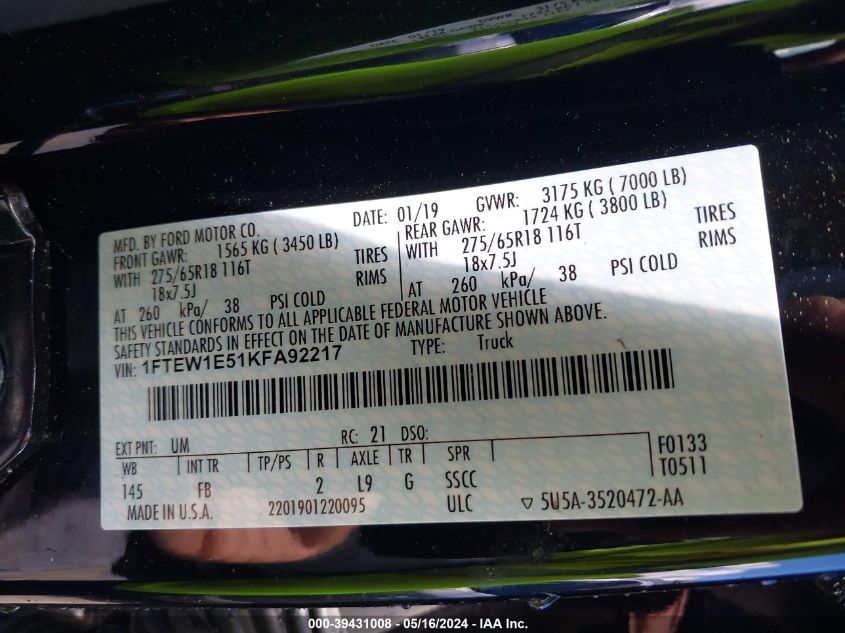 DATE: 01/19 GVWR: 3175 KG ( 7000 LB)
MFD. BY FORD MOTOR CO.
FRONT GAWR: 1565 KG ( 3450 LB)
WITH 275/65R18 116T TIRES
18x7.5J RIMS
AT 260 kPa/ 38 PSI COLD
REAR GAWR: 1724 KG ( 3800 LB)
WITH 275/65R18 116T TIRES
18x7.5J RIMS
AT 260 kPa/ 38 PSI COLD
THIS VEHICLE CONFORMS TO ALL APPLICABLE FEDERAL MOTOR VEHICLE
SAFETY STANDARDS IN EFFECT ON THE DATE OF MANUFACTURE SHOWN ABOVE.
VIN: 1FTEW1E51KFA92217 TYPE: Truck
EXT PNT: UM RC: 21 DSO:
WB INT TR TP/PS R AXLE TR SPR
145 FB 2 L9 G SSCC
F0133
T0511
MADE IN U.S.A. 2201901220095 ULC ▽ 5U5A-3520472-AA
000-39431008 - 05/16/2024 - IAA Inc.